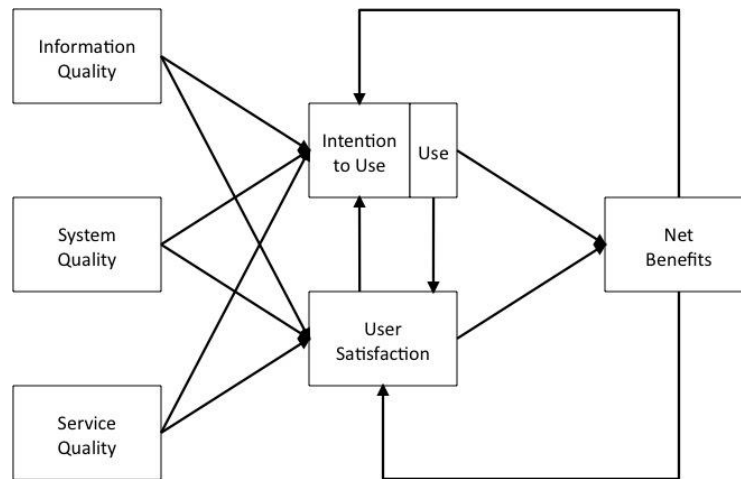 Information
Quality
Intention
to Use
Use
System
Quality
Net
Benefits
User
Satisfaction
Service
Quality